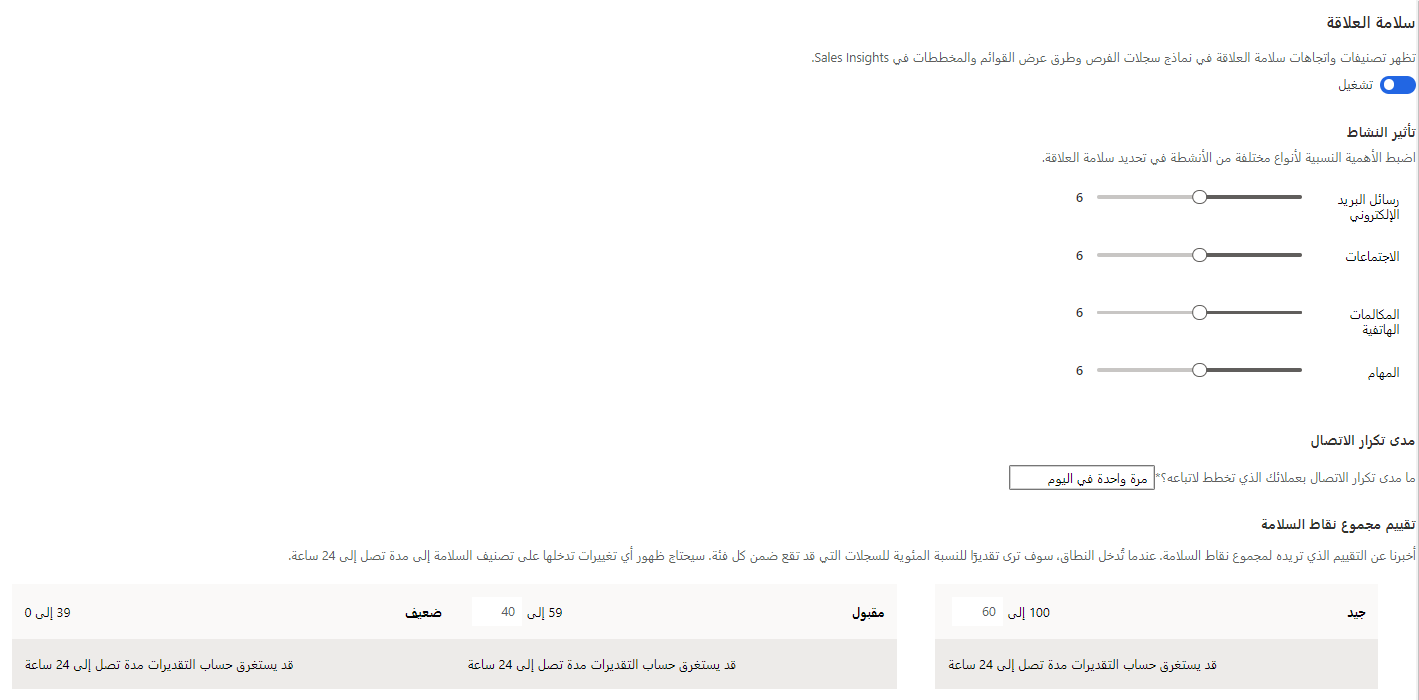 سلامة العلاقة
تظهر تصنيفات واتجاهات سلامة العلاقة في نماذج سجلات الفرص وطرق عرض القوائم والمخططات في Sales Insights.
تشغيل
تأثير النشاط
اضبط الأهمية النسبية لأنواع مختلفة من الأنشطة في تحديد سلامة العلاقة.
رسائل البريد
الإلكتروني
6
الاجتماعات
6
المكالمات
الهاتفية
6
المهام
6
مدى تكرار الاتصال
ما مدى تكرار الاتصال بعملائك الذي تخطط لاتباعه؟* مرة واحدة في اليوم
تقييم مجموع نقاط السلامة
أخبرنا عن التقييم الذي تريده لمجموع نقاط السلامة. عندما تُدخل النطاق، سوف ترى تقديرًا للنسبة المئوية للسجلات التي قد تقع ضمن كل فئة. سيحتاج ظهور أي تغييرات تدخلها على تصنيف السلامة إلى مدة تصل إلى 24 ساعة.
جيد 100 إلى 60
قد يستغرق حساب التقديرات مدة تصل إلى 24 ساعة
مقبول 59 إلى 40
قد يستغرق حساب التقديرات مدة تصل إلى 24 ساعة
ضعيف 39 إلى 0
قد يستغرق حساب التقديرات مدة تصل إلى 24 ساعة